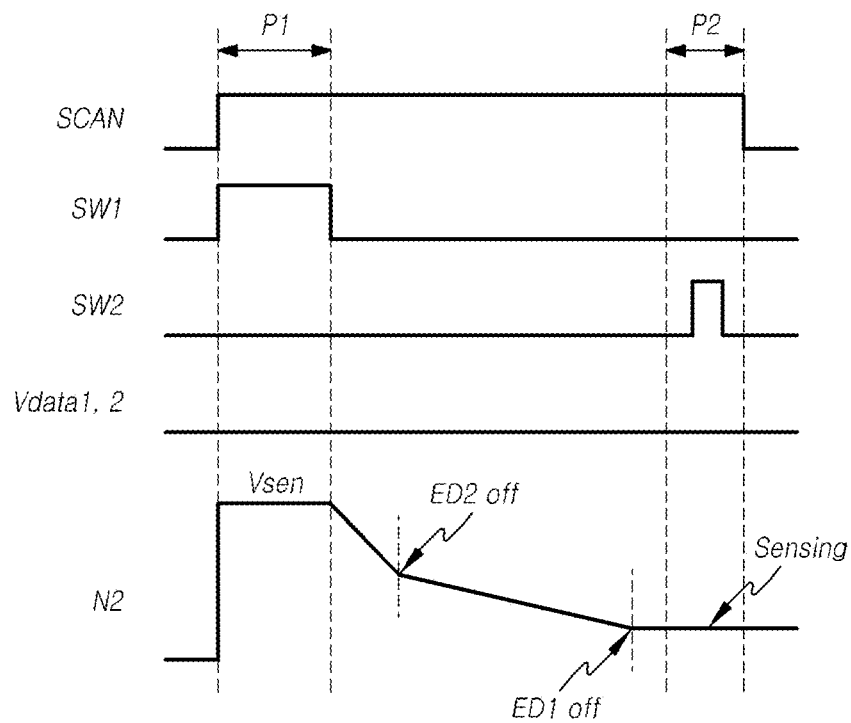 P1
P2
SCAN
SW1
SW2
Vdata1, 2
Vsen
ED2 off
Sensing
N2
ED1 off